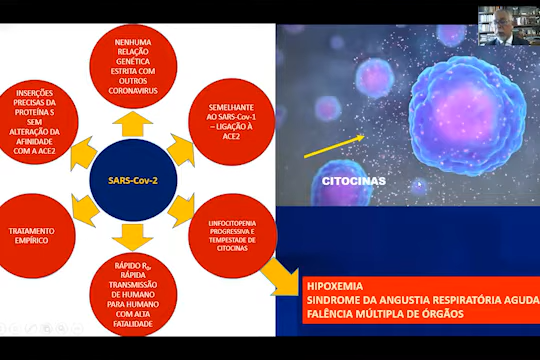 NENHUMA
RELAÇÃO
GENÉTICA
ESTRITA COM
OUTROS
CORONAVIRUS
INSERÇÕES
PRECISAS DA
PROTEÍNA S
SEM
ALTERAÇÃO DA
AFINIDADE
COM A ACE2
SEMELHANTE
AO SARS-Cov-1
– LIGAÇÃO À
ACE2
SARS-Cov-2
TRATAMENTO
EMPÍRICO
LINFOCITOPENIA
PROGRESSIVA E
TEMPESTADE DE
CITOCINAS
RÁPIDO R0,
RÁPIDA
TRANSMISSÃO
DE HUMANO
PARA HUMANO
COM ALTA
FATALIDADE
CITOCINAS
HIPOXEMIA
SINDROME DA ANGUSTIA RESPIRATÓRIA AGUDA
FALÊNCIA MÚLTIPLA DE ÓRGÃOS